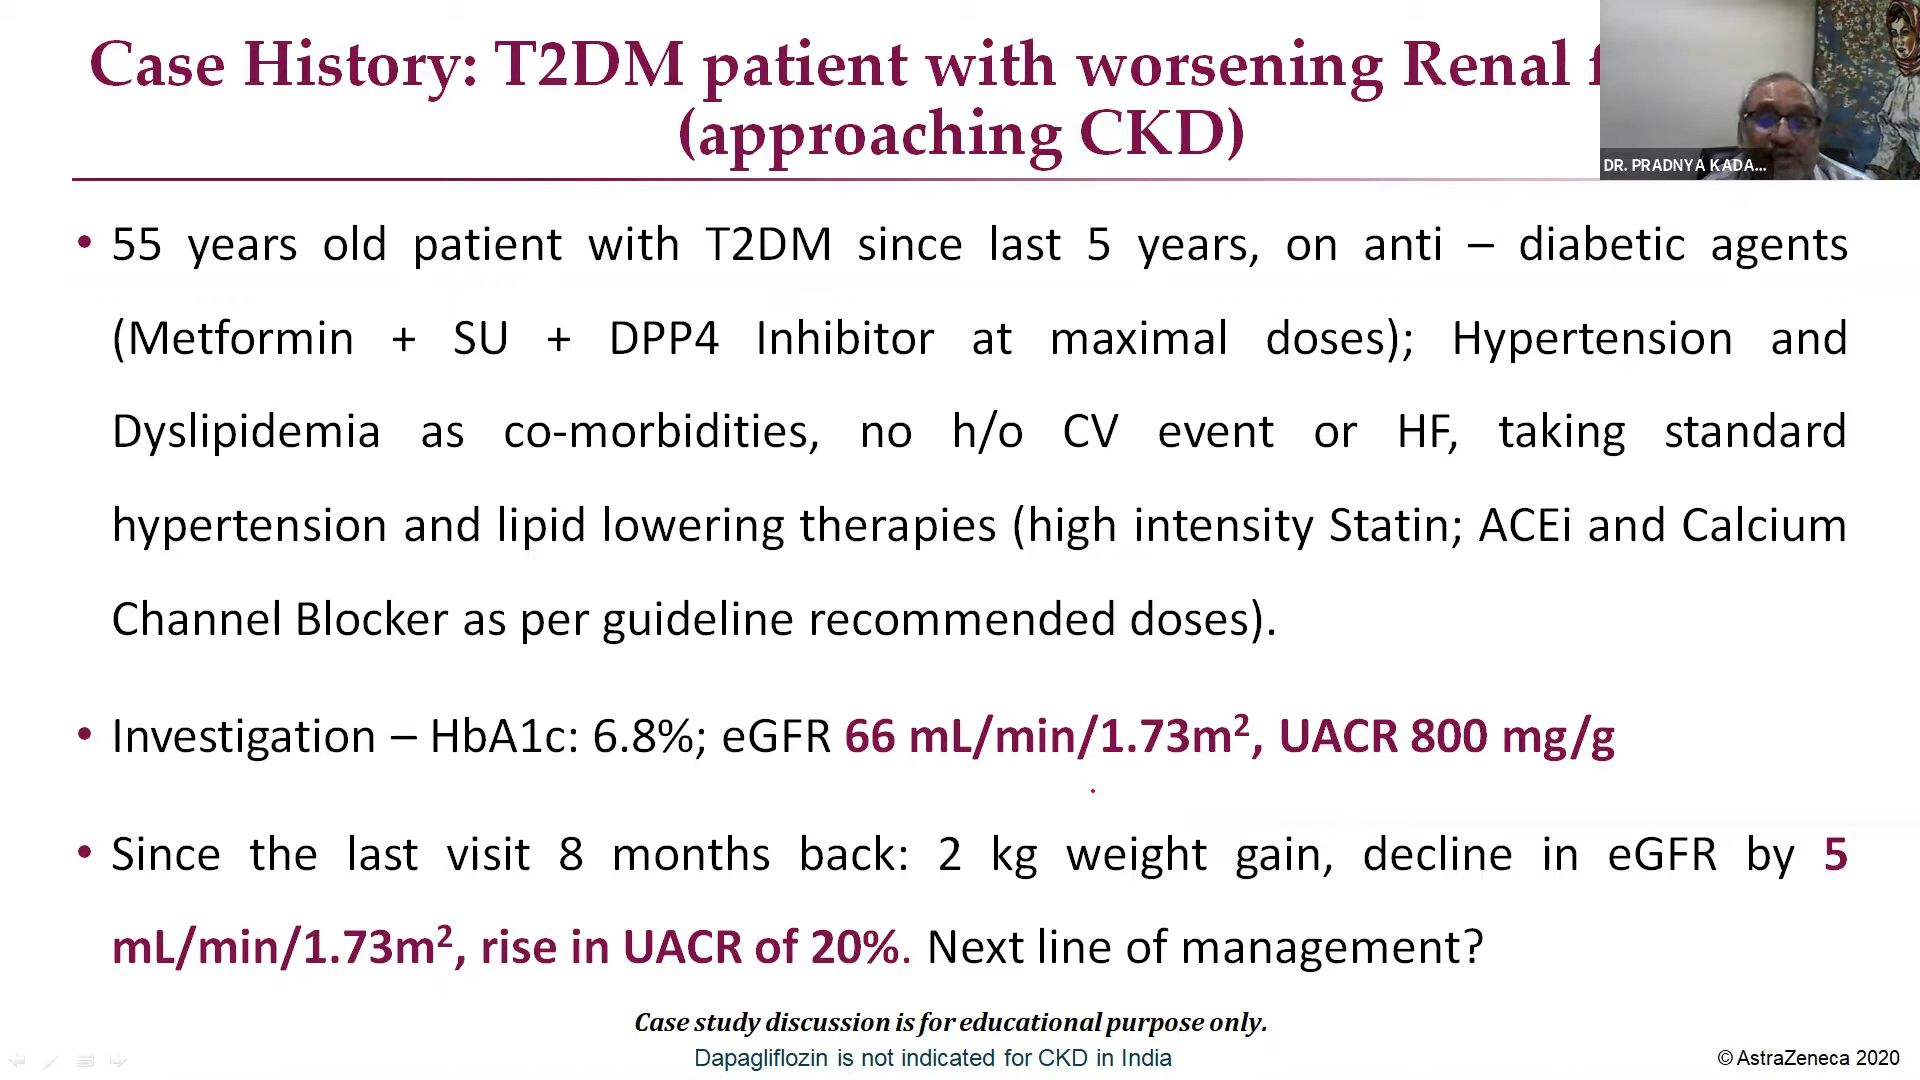 Case History: T2DM patient with worsening Renal
(approaching CKD)
DR. PRADNYA KADA...
• 55 years old patient with T2DM since last 5 years, on anti – diabetic agents
(Metformin + SU + DPP4 Inhibitor at maximal doses); Hypertension and
Dyslipidemia as co-morbidities, no h/o CV event or HF, taking standard
hypertension and lipid lowering therapies (high intensity Statin; ACEi and Calcium
Channel Blocker as per guideline recommended doses).
• Investigation – HbA1c: 6.8%; eGFR 66 mL/min/1.73m², UACR 800 mg/g
• Since the last visit 8 months back: 2 kg weight gain, decline in eGFR by 5
mL/min/1.73m², rise in UACR of 20%. Next line of management?
Case study discussion is for educational purpose only.
Dapagliflozin is not indicated for CKD in India
© AstraZeneca 2020